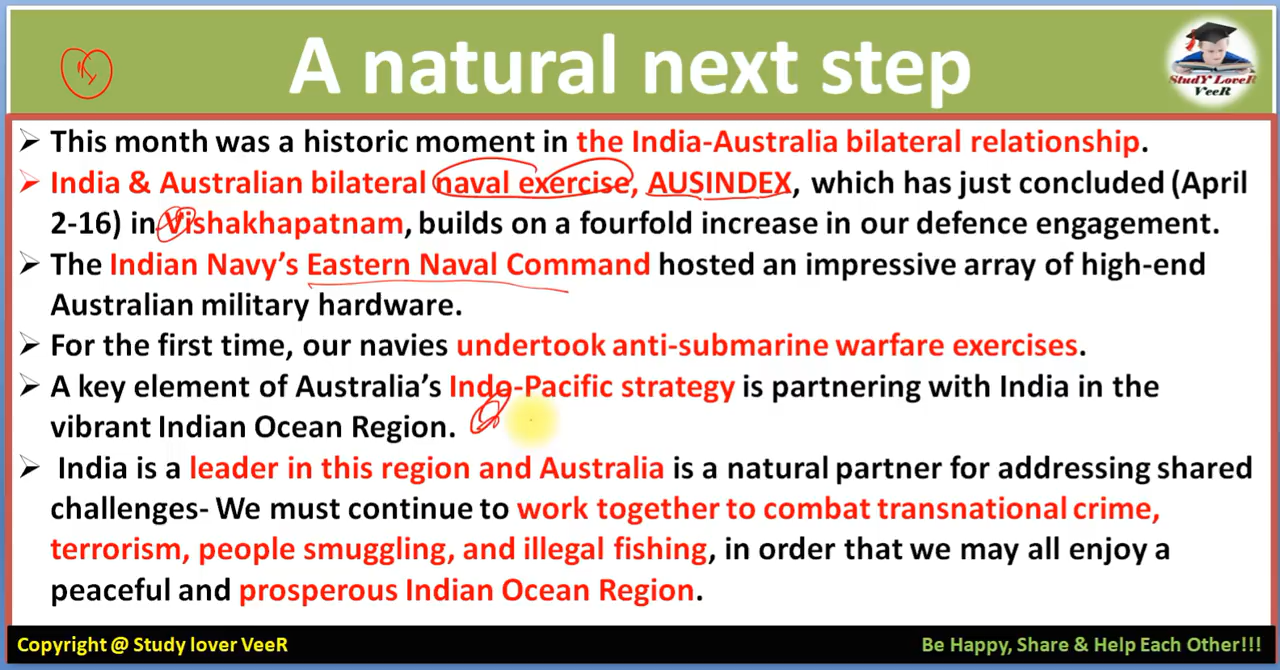 A natural next step
StudY LoveR
VeeR
➢ This month was a historic moment in the India-Australia bilateral relationship.
➢ India & Australian bilateral naval exercise, AUSINDEX, which has just concluded (April
2-16) in Vishakhapatnam, builds on a fourfold increase in our defence engagement.
➢ The Indian Navy’s Eastern Naval Command hosted an impressive array of high-end
Australian military hardware.
➢ For the first time, our navies undertook anti-submarine warfare exercises.
➢ A key element of Australia’s Indo-Pacific strategy is partnering with India in the
vibrant Indian Ocean Region.
➢ India is a leader in this region and Australia is a natural partner for addressing shared
challenges- We must continue to work together to combat transnational crime,
terrorism, people smuggling, and illegal fishing, in order that we may all enjoy a
peaceful and prosperous Indian Ocean Region.
Copyright @ Study lover VeeR
Be Happy, Share & Help Each Other!!!